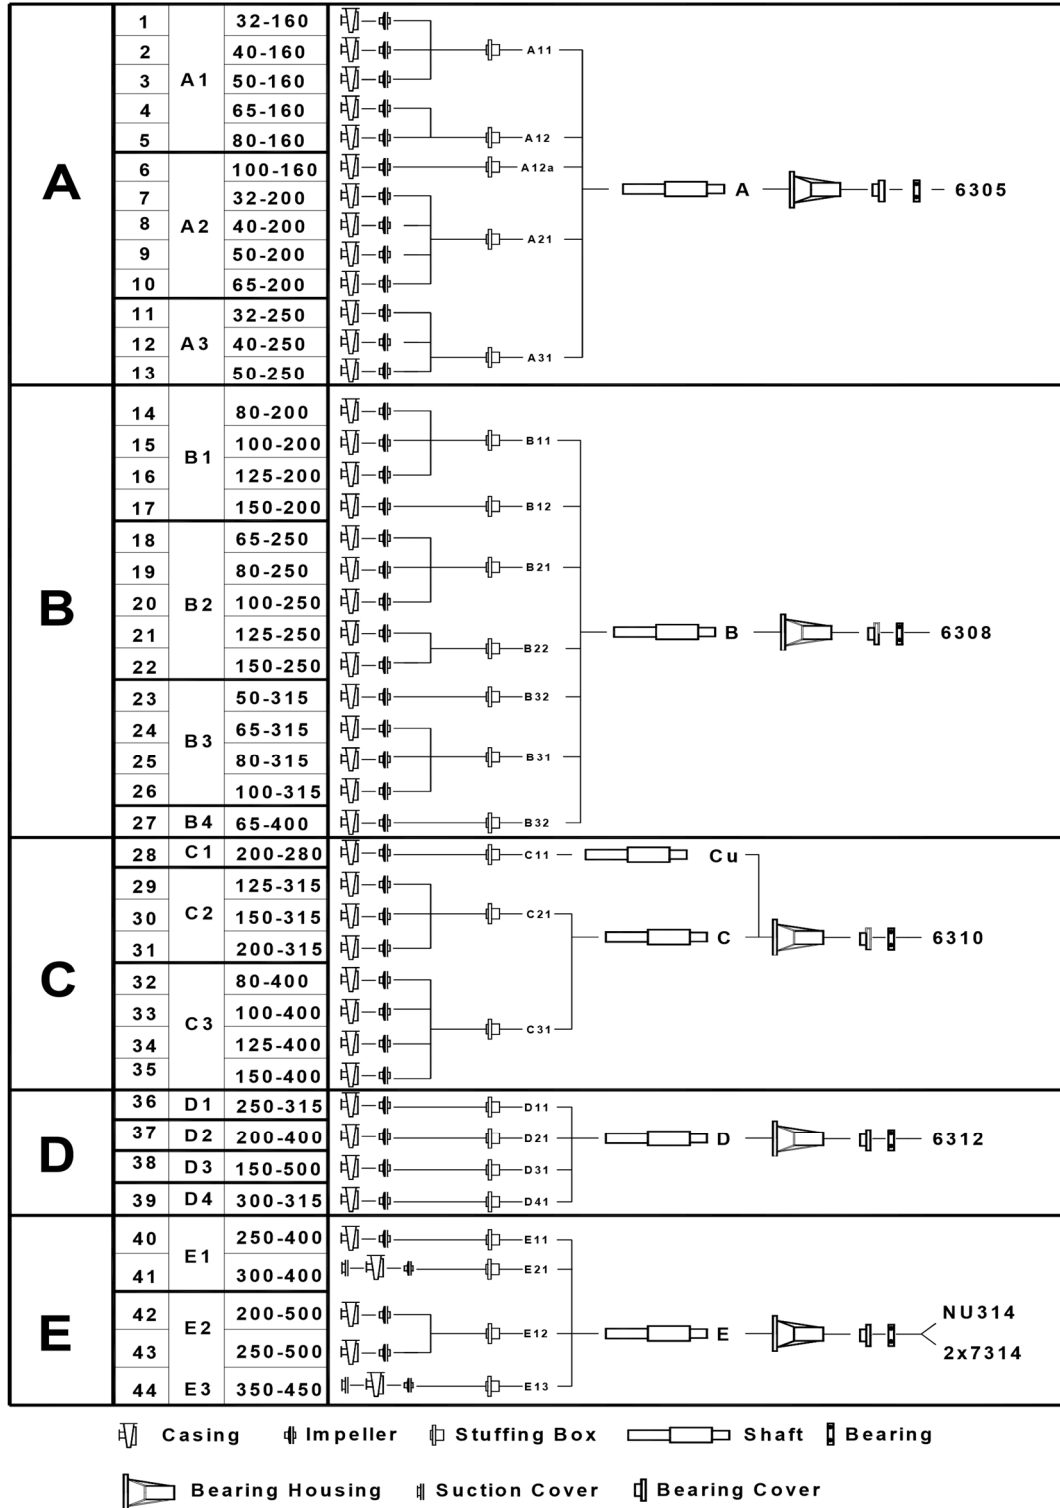 1 32-160
2 40-160 A11
3 A1 50-160
4 65-160
5 80-160 A12
6 100-160 A12a
A 7 32-200 A 6305
8 A2 40-200
9 50-200 A21
10 65-200
11 32-250
12 A3 40-250
13 50-250 A31
14 80-200
15 100-200 B11
16 B1 125-200
17 150-200 B12
18 65-250
19 80-250 B21
B 20 B2 100-250
21 125-250 B 6308
22 150-250 B22
23 50-315 B32
24 B3 65-315
25 80-315 B31
26 100-315
27 B4 65-400 B32
28 C1 200-280 C11 Cu
29 125-315
30 C2 150-315 C21
31 200-315 C 6310
C 32 80-400
33 C3 100-400
34 125-400 C31
35 150-400
36 D1 250-315 D11
D 37 D2 200-400 D21 D 6312
38 D3 150-500 D31
39 D4 300-315 D41
40 250-400 E11
41 E1 300-400 E21
42 200-500 NU314
E E2 E12 E
43 250-500 2x7314
44 E3 350-450 E13
Casing Impeller Stuffing Box Shaft Bearing
Bearing Housing Suction Cover Bearing Cover